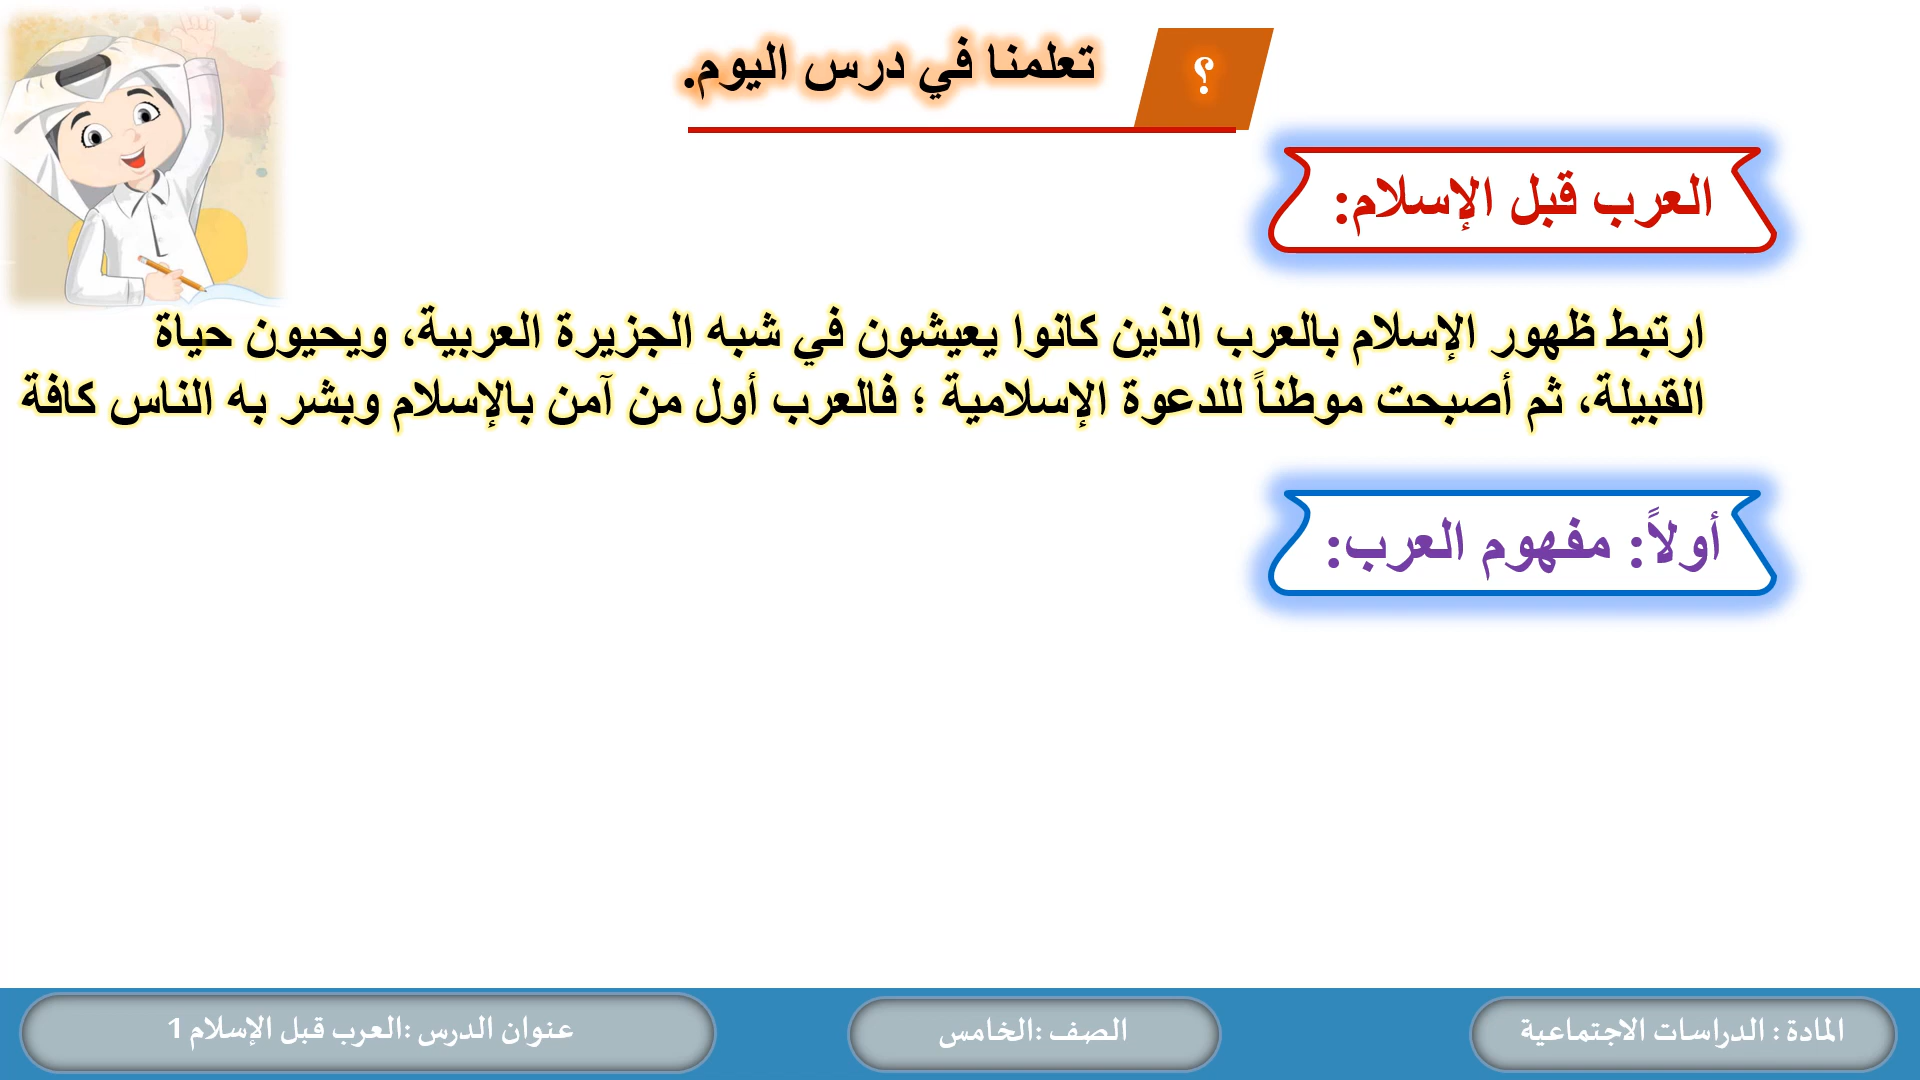 ؟
تعلمنا في درس اليوم.
العرب قبل الإسلام:
ارتبط ظهور الإسلام بالعرب الذين كانوا يعيشون في شبه الجزيرة العربية، ويحيون حياة
القبيلة، ثم أصبحت موطناً للدعوة الإسلامية ؛ فالعرب أول من آمن بالإسلام وبشر به الناس كافة
أولاً: مفهوم العرب:
المادة : الدراسات الاجتماعية
الصف :الخامس
عنوان الدرس :العرب قبل الإسلام 1